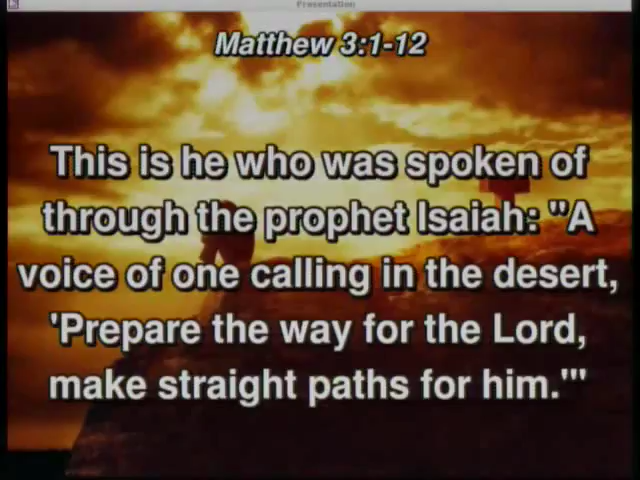 Presentation
Matthew 3:1-12
This is he who was spoken of
through the prophet Isaiah: "A
voice of one calling in the desert,
'Prepare the way for the Lord,
make straight paths for him.'"